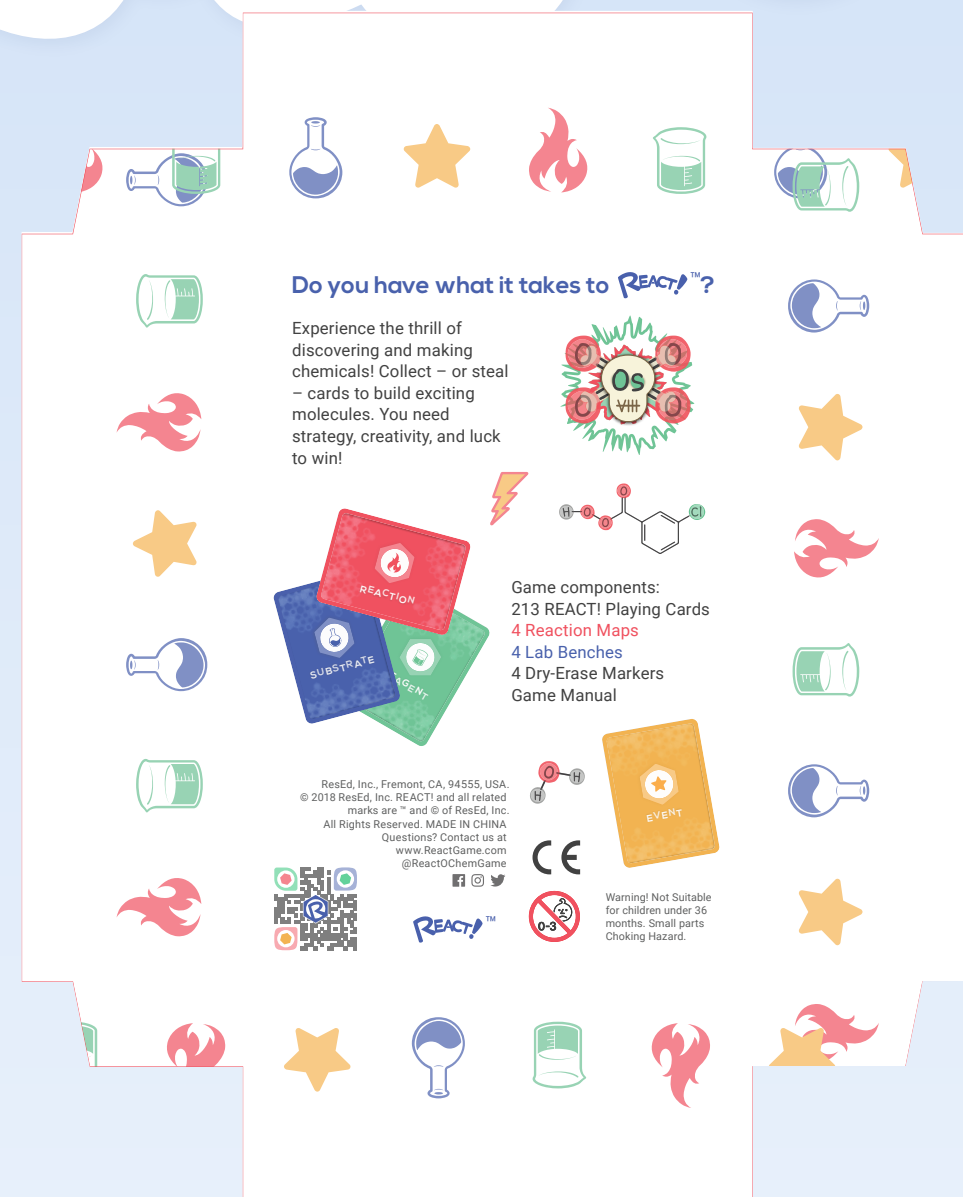 Do you have what it takes to REACT!™?
Experience the thrill of
discovering and making
chemicals! Collect – or steal
– cards to build exciting
molecules. You need
strategy, creativity, and luck
to win!
O O
Os
O O
VIII
O
H O O Cl
REACTION
SUBSTRATE
AGENT
Game components:
213 REACT! Playing Cards
4 Reaction Maps
4 Lab Benches
4 Dry-Erase Markers
Game Manual
O H
H
EVENT
ResEd, Inc., Fremont, CA, 94555, USA.
© 2018 ResEd, Inc. REACT! and all related
marks are ™ and © of ResEd, Inc.
All Rights Reserved. MADE IN CHINA
Questions? Contact us at
www.ReactGame.com
@ReactOChemGame
CE
R
REACT!™
0-3
Warning! Not Suitable
for children under 36
months. Small parts
Choking Hazard.